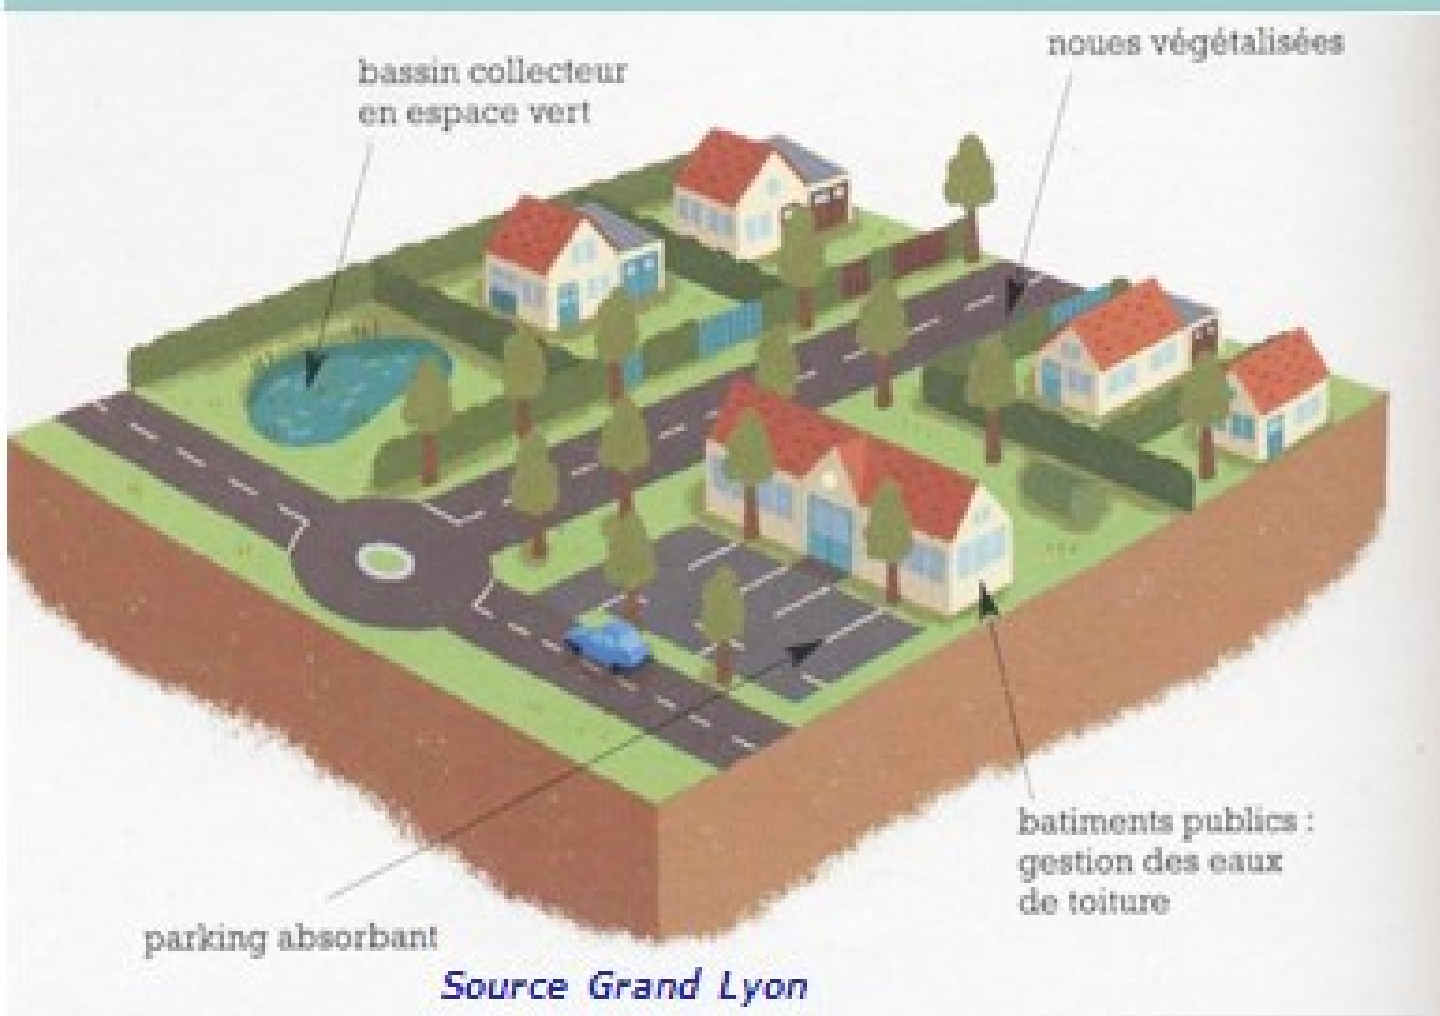 noues végétalisées
bassin collecteur
en espace vert
batiments publics :
gestion des eaux
de toiture
parking absorbant
Source Grand Lyon